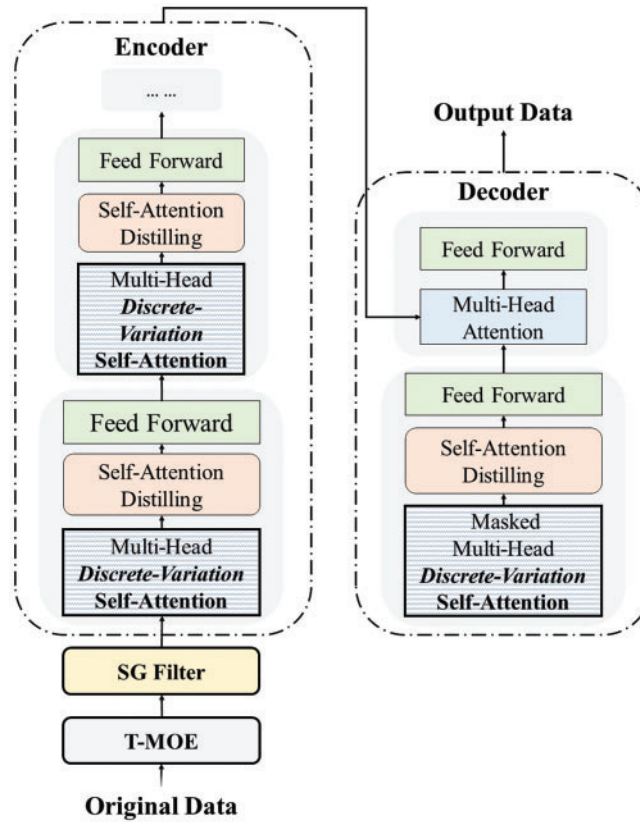 Encoder
... ...
Feed Forward
Self-Attention
Distilling
Multi-Head
Discrete-
Variation
Self-Attention
Feed Forward
Self-Attention
Distilling
Multi-Head
Discrete-Variation
Self-Attention
SG Filter
T-MOE
Original Data
Output Data
Decoder
Feed Forward
Multi-Head
Attention
Feed Forward
Self-Attention
Distilling
Masked
Multi-Head
Discrete-Variation
Self-Attention